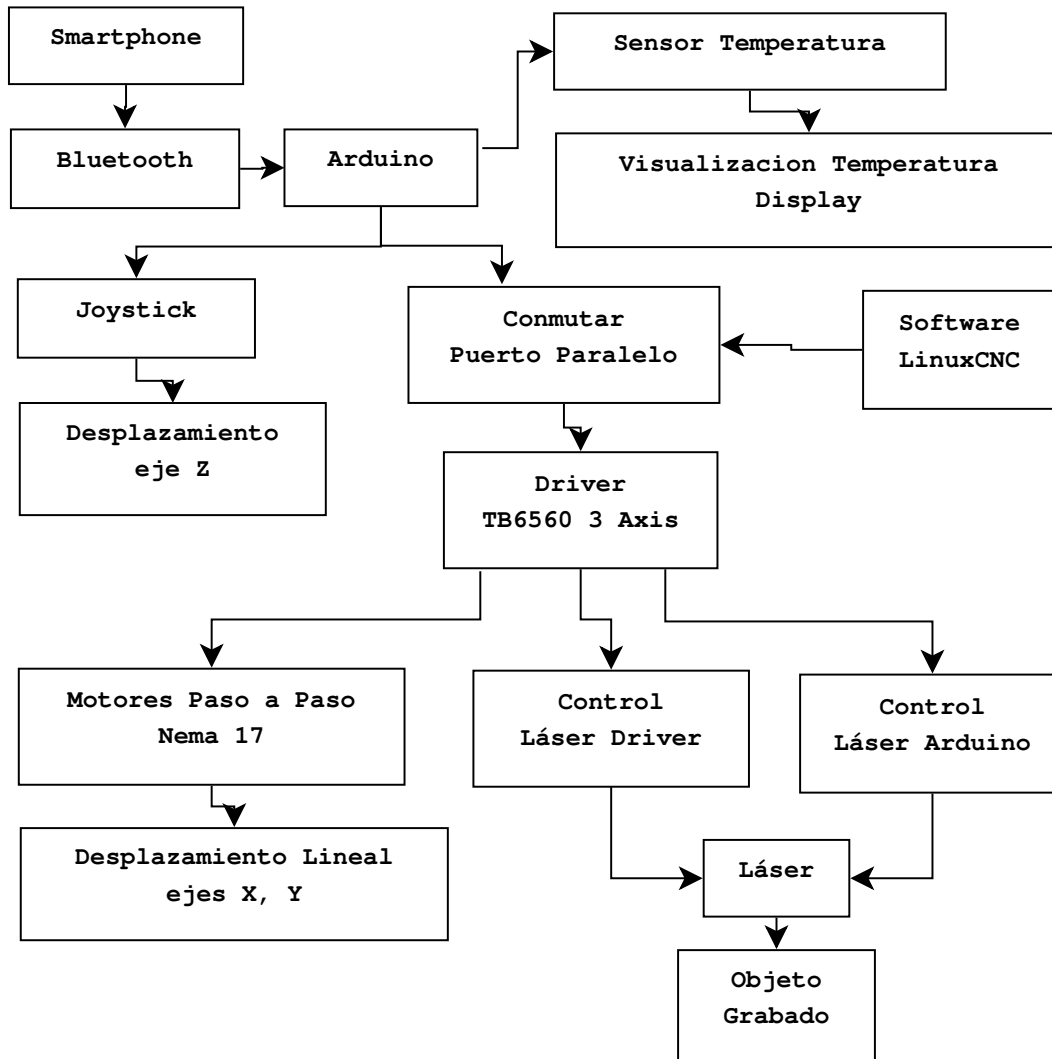 Smartphone
Sensor Temperatura
Bluetooth
Arduino
Visualizacion Temperatura
Display
Joystick
Conmutar
Puerto Paralelo
Software
LinuxCNC
Desplazamiento
eje Z
Driver
TB6560 3 Axis
Motores Paso a Paso
Nema 17
Control
Láser Driver
Control
Láser Arduino
Desplazamiento Lineal
ejes X, Y
Láser
Objeto
Grabado